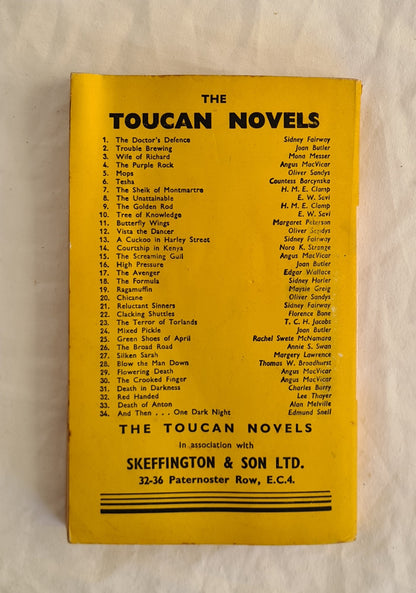 THE
TOUCAN NOVELS
1. The Doctor's Defence Sidney Fairway
2. Trouble Brewing Joan Butler
3. Wife of Richard Mona Messer
4. The Purple Rock Angus MacVicar
5. Mops Oliver Sandys
6. Tesha Countess Barcynska
7. The Sheik of Montmartre H. M. E. Clamp
8. The Unattainable E. W. Savi
9. The Golden Rod H. M. E. Clamp
10. Tree of Knowledge E. W. Savi
11. Butterfly Wings Margaret Peterson
12. Vista the Dancer Oliver Sandys
13. A Cuckoo in Harley Street Sidney Fairway
14. Courtship in Kenya Nora K. Strange
15. The Screaming Gull Angus MacVicar
16. High Pressure Joan Butler
17. The Avenger Edgar Wallace
18. The Formula Sidney Horler
19. Ragamuffin Maysie Greig
20. Chicane Oliver Sandys
21. Reluctant Sinners Sidney Fairway
22. Clacking Shuttles Florence Bone
23. The Terror of Torlands T. C. H. Jacobs
24. Mixed Pickle Joan Butler
25. Green Shoes of April Rachel Swete McNamara
26. The Broad Road Annie S. Swan
27. Silken Sarah Margery Lawrence
28. Blow the Man Down Thomas W. Broadhurst
29. Flowering Death Angus MacVicar
30. The Crooked Finger Angus MacVicar
31. Death in Darkness Charles Barry
32. Red Handed Lee Thayer
33. Death of Anton Alan Melville
34. And Then . . . One Dark Night Edmund Snell
THE TOUCAN NOVELS
In association with
SKEFFINGTON & SON LTD.
32-36 Paternoster Row, E.C.4.